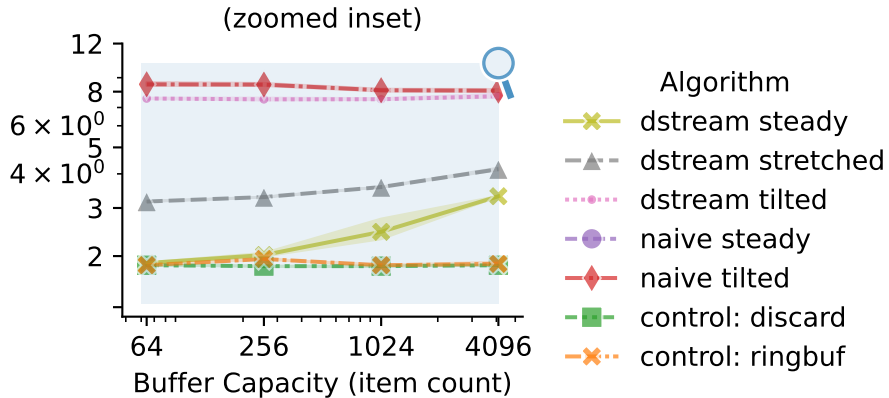 (zoomed inset)
12
8
6 × 10⁰
5
4 × 10⁰
3
2
64 256 1024 4096
Buffer Capacity (item count)
Algorithm
dstream steady
dstream stretched
dstream tilted
naive steady
naive tilted
control: discard
control: ringbuf